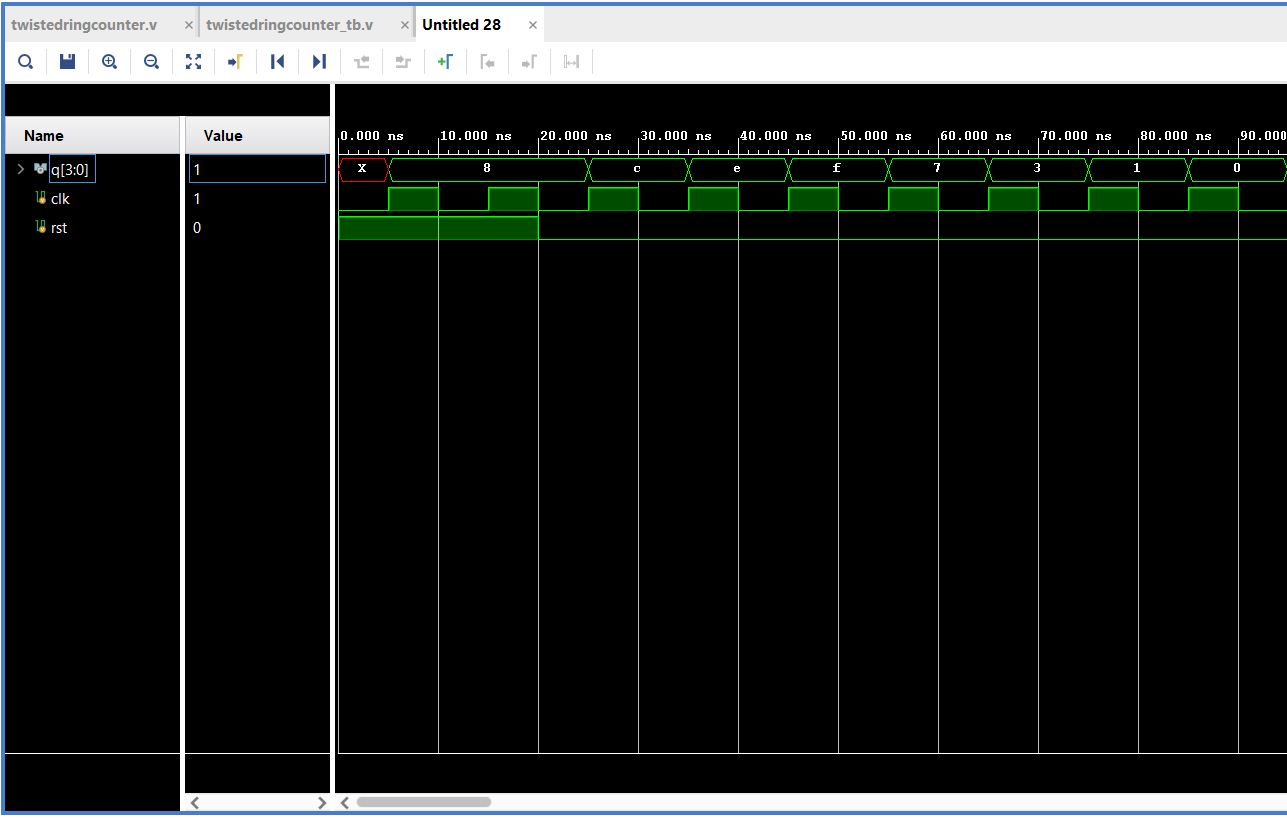 twistedringcounter.v × twistedringcounter_tb.v × Untitled 28 ×
0.000 ns 10.000 ns 20.000 ns 30.000 ns 40.000 ns 50.000 ns 60.000 ns 70.000 ns 80.000 ns 90.000
Name Value
q[3:0] 1 X 8 c e f 7 3 1 0
clk 1
rst 0